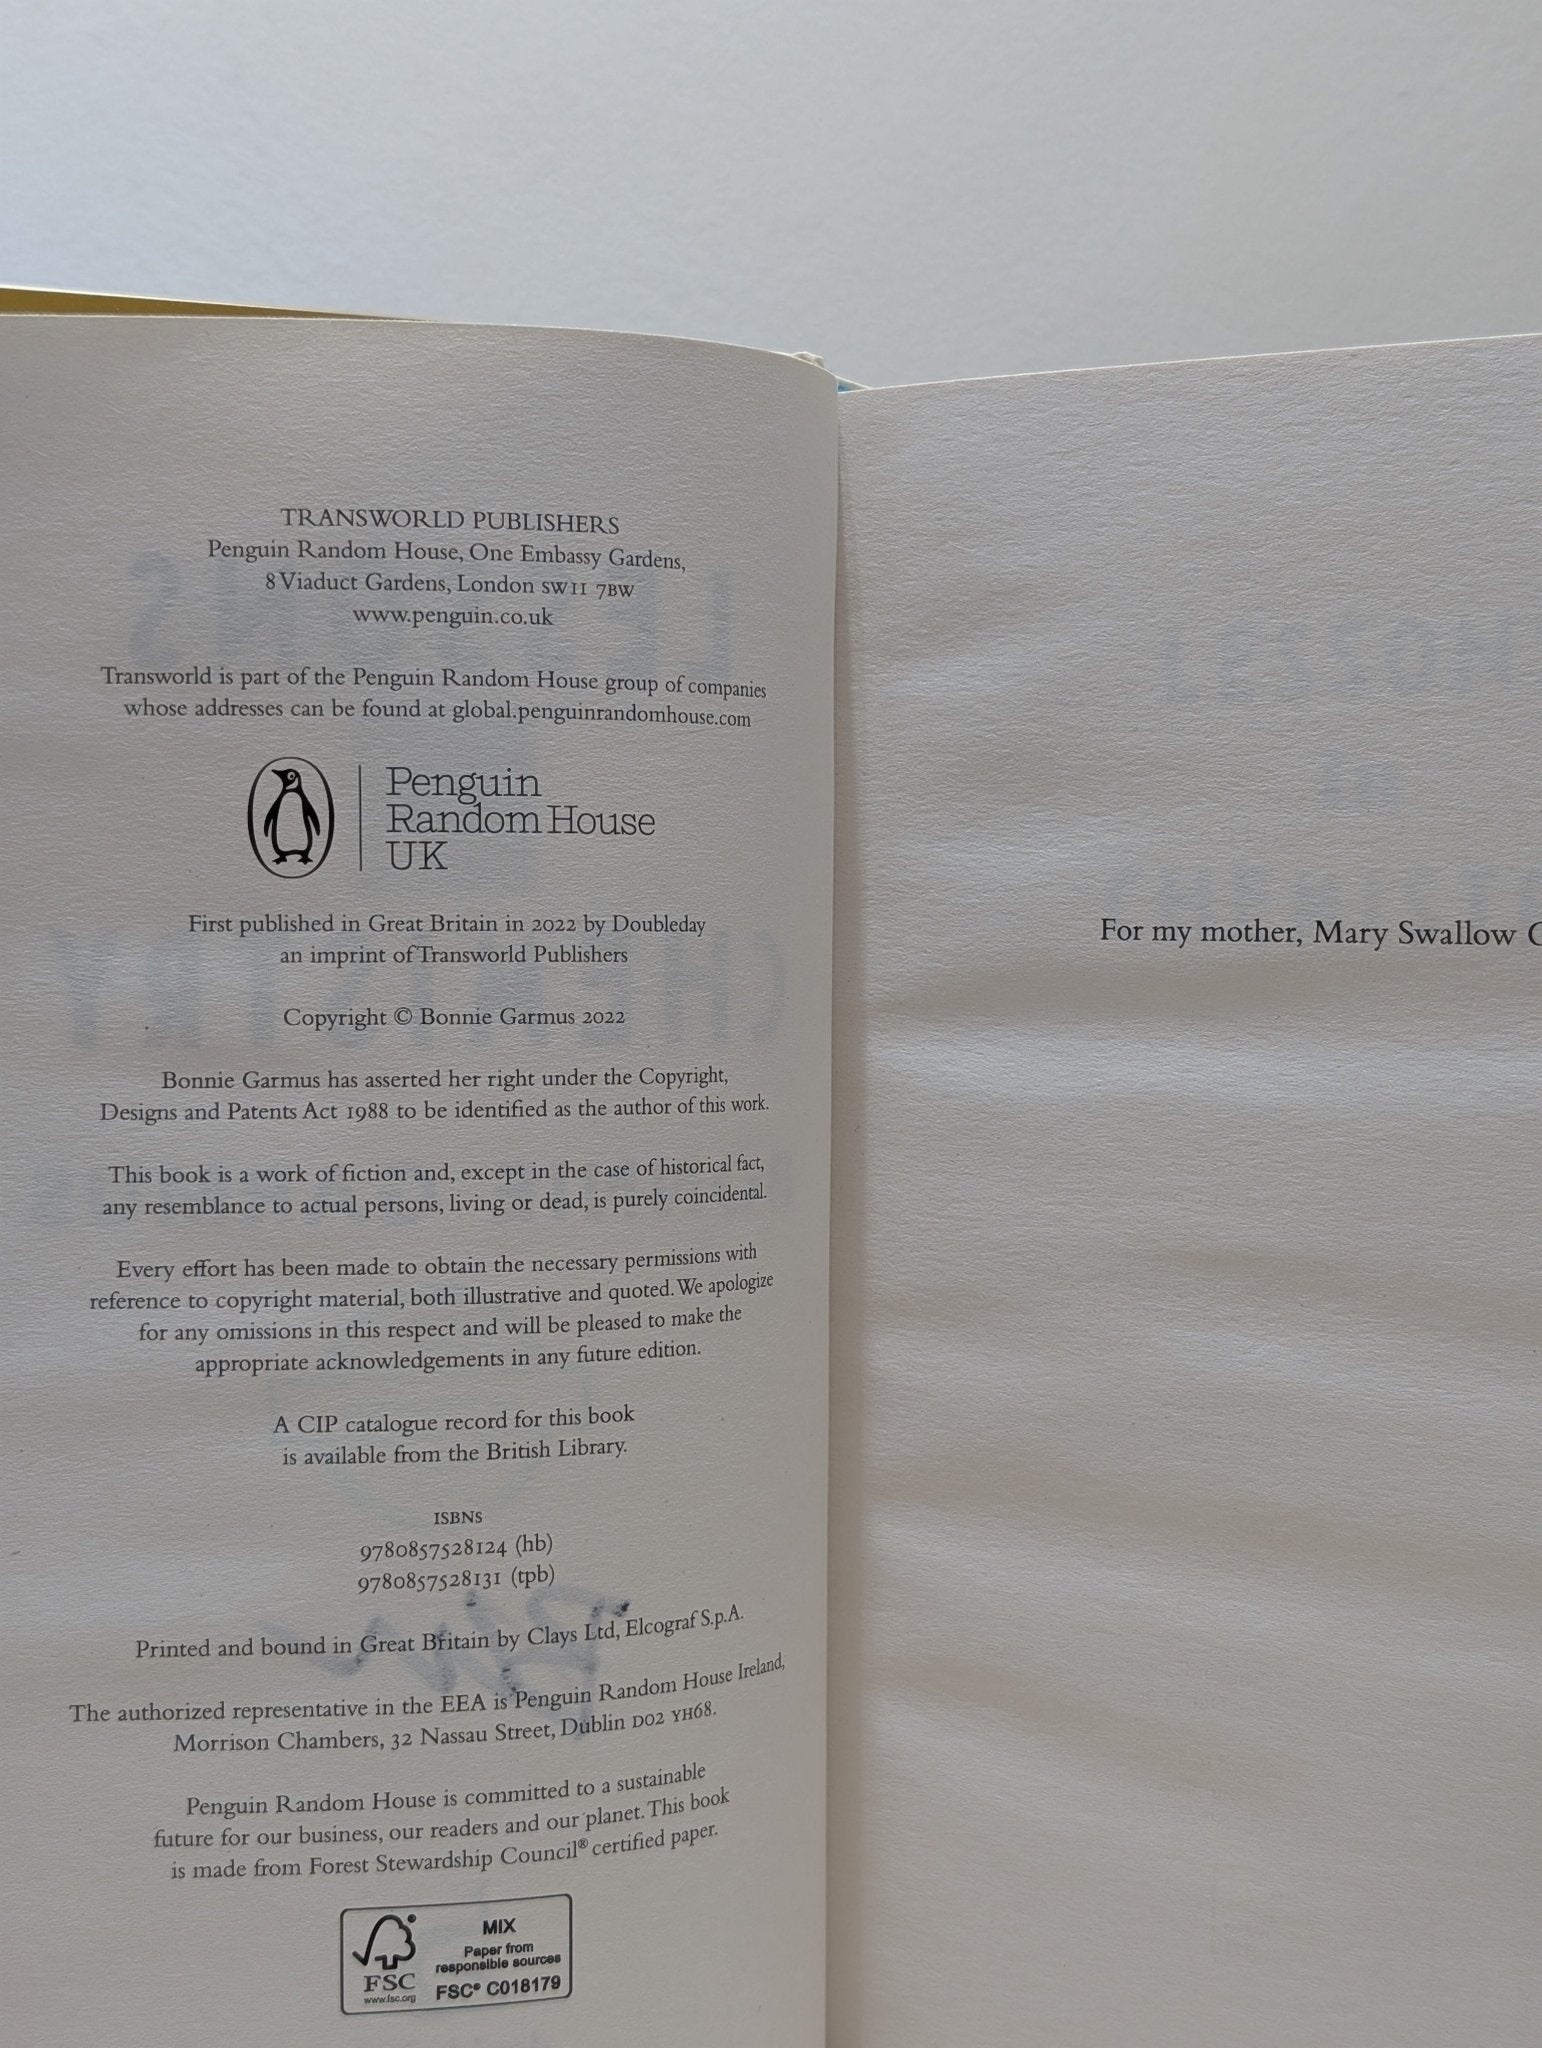 TRANSWORLD PUBLISHERS
Penguin Random House, One Embassy Gardens,
8 Viaduct Gardens, London SW11 7BW
www.penguin.co.uk
Transworld is part of the Penguin Random House group of companies
whose addresses can be found at global.penguinrandomhouse.com
Penguin
Random House
UK
First published in Great Britain in 2022 by Doubleday
an imprint of Transworld Publishers
Copyright © Bonnie Garmus 2022
Bonnie Garmus has asserted her right under the Copyright,
Designs and Patents Act 1988 to be identified as the author of this work.
This book is a work of fiction and, except in the case of historical fact,
any resemblance to actual persons, living or dead, is purely coincidental.
Every effort has been made to obtain the necessary permissions with
reference to copyright material, both illustrative and quoted. We apologize
for any omissions in this respect and will be pleased to make the
appropriate acknowledgements in any future edition.
A CIP catalogue record for this book
is available from the British Library.
ISBNS
9780857528124 (hb)
9780857528131 (tpb)
Printed and bound in Great Britain by Clays Ltd, Elcograf S.p.A.
The authorized representative in the EEA is Penguin Random House Ireland,
Morrison Chambers, 32 Nassau Street, Dublin D02 YH68.
Penguin Random House is committed to a sustainable
future for our business, our readers and our planet. This book
is made from Forest Stewardship Council® certified paper.
FSC
www.fsc.org
MIX
Paper from
responsible sources
FSC® C018179
For my mother, Mary Swallow